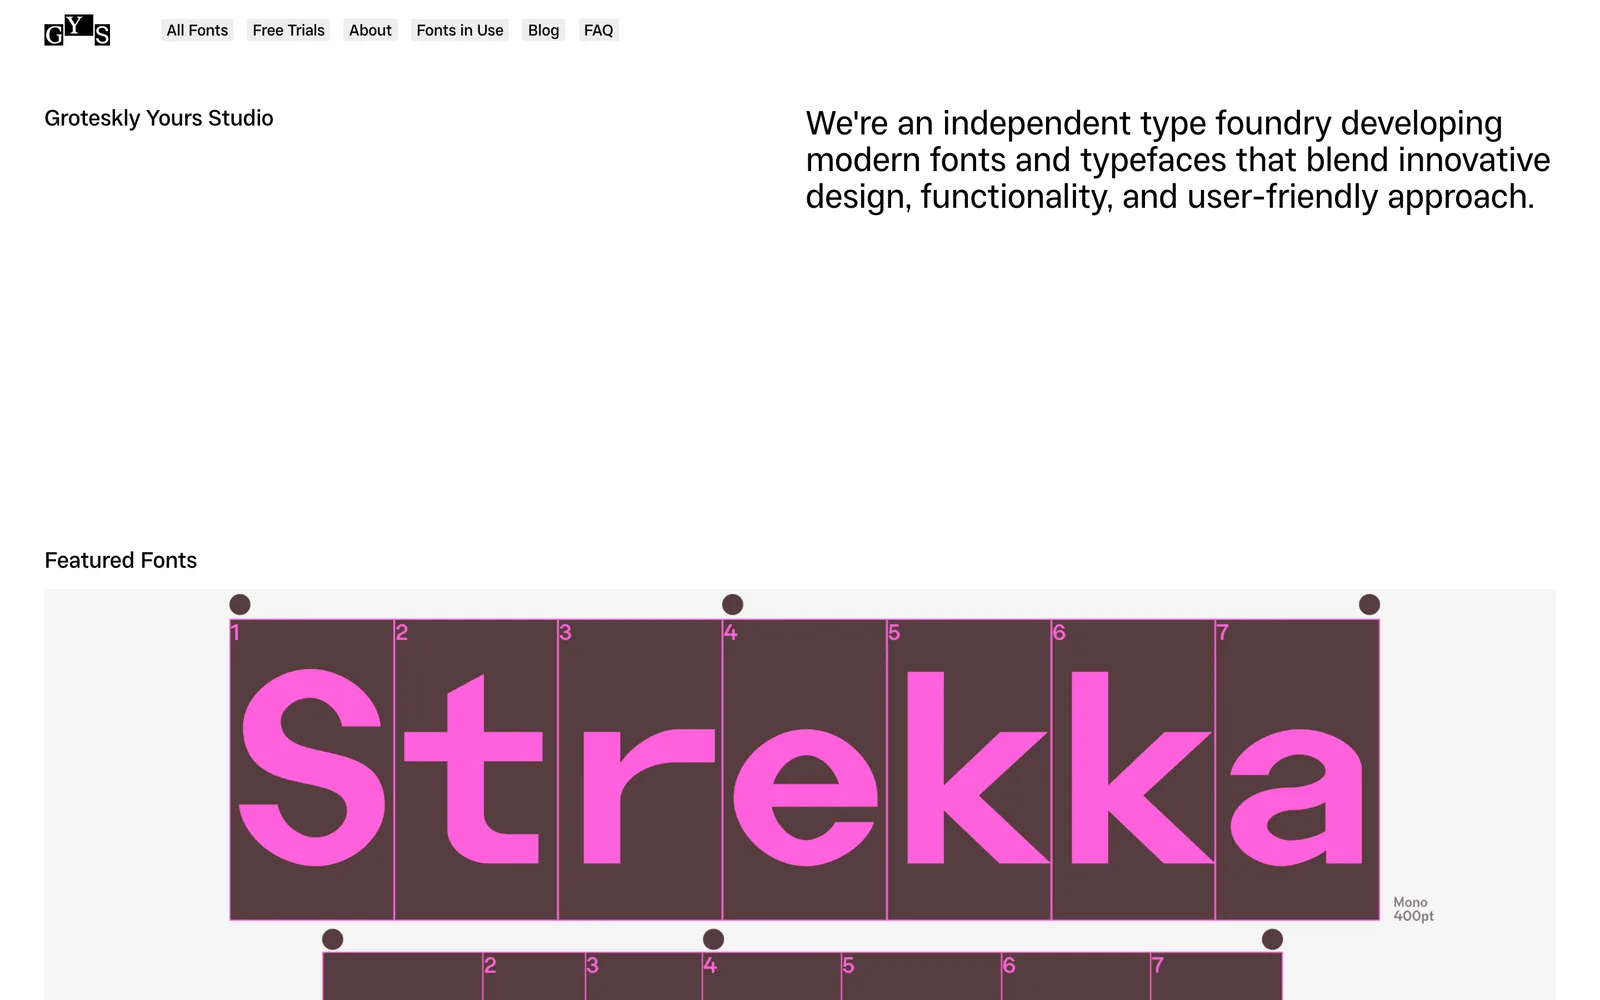 GYS
All Fonts
Free Trials
About
Fonts in Use
Blog
FAQ
Groteskly Yours Studio
We're an independent type foundry developing
modern fonts and typefaces that blend innovative
design, functionality, and user-friendly approach.
Featured Fonts
1 2 3 4 5 6 7
Strekka
Mono
400pt
2 3 4 5 6 7